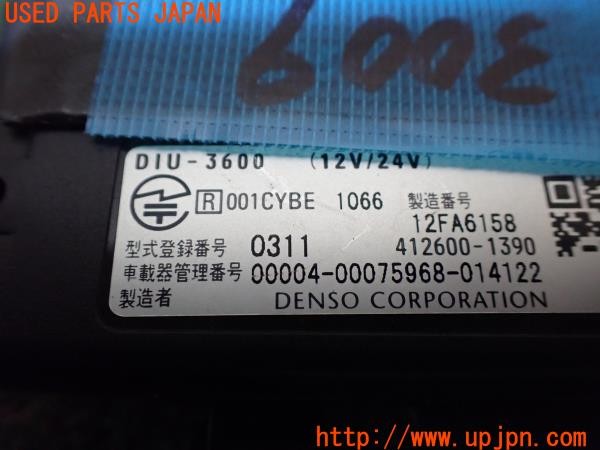 USED PARTS JAPAN
3009
DIU-3600 (12V/24V)
R 001CYBE 1066 製造番号
12FA6158
型式登録番号 0311 412600-1390
車載器管理番号 00004-00075968-014122
製造者 DENSO CORPORATION
http://www.upjpn.com/